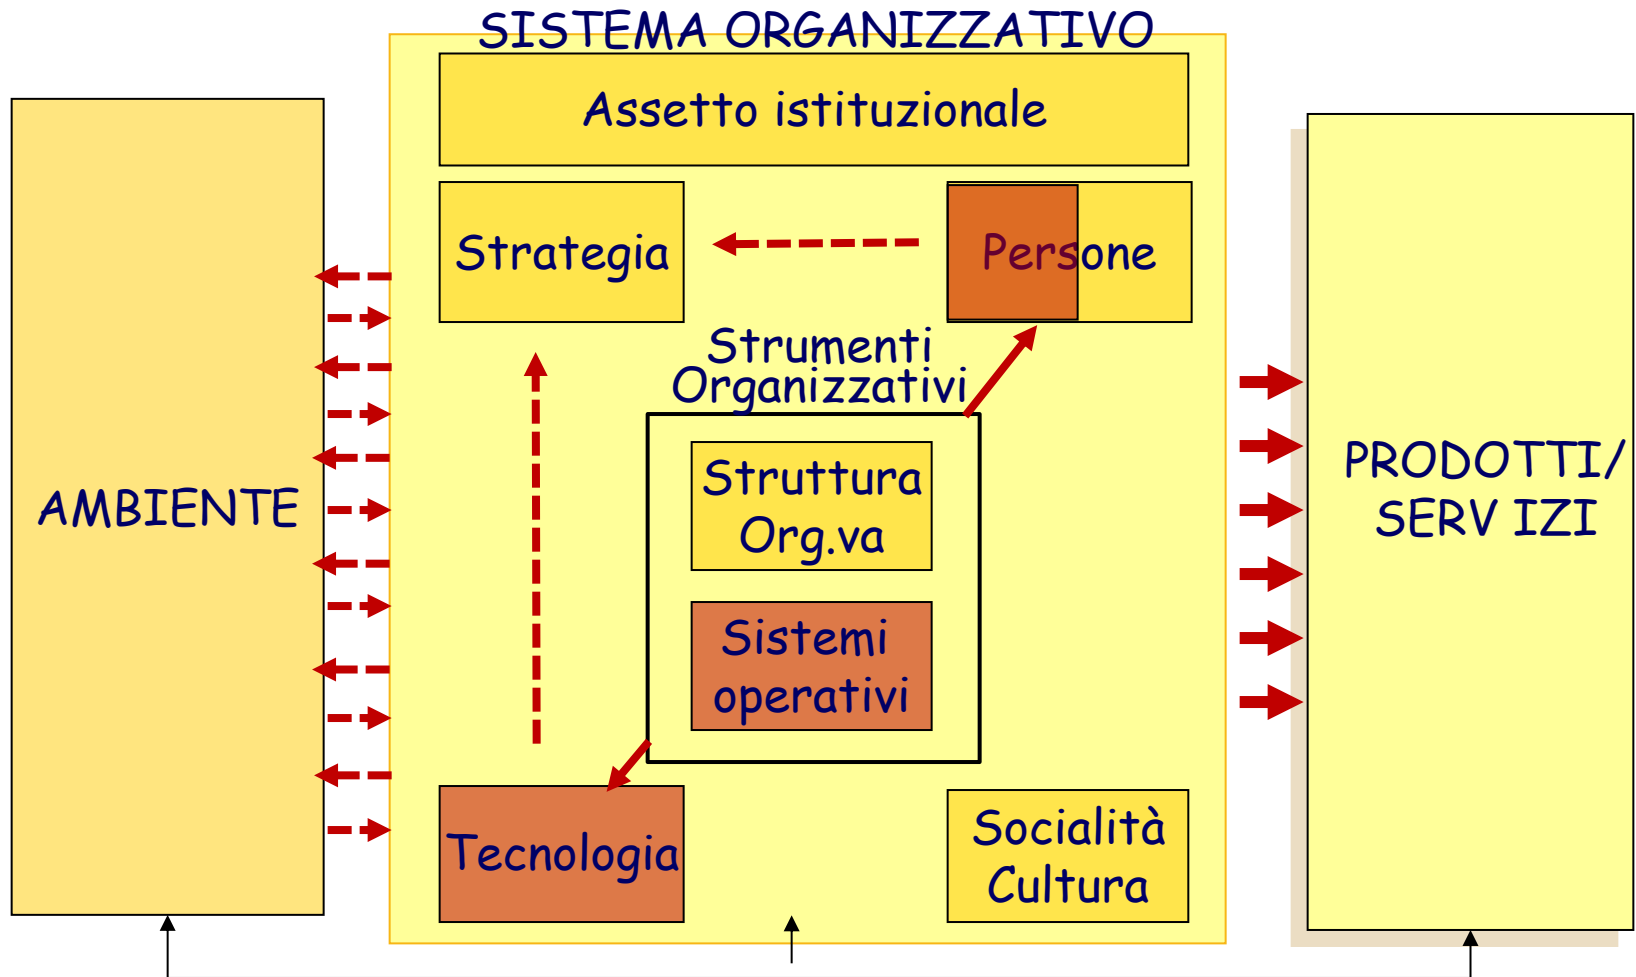 SISTEMA ORGANIZZATIVO
Assetto istituzionale
Strategia
Persone
Strumenti
Organizzativi
Struttura
Org.va
Sistemi
operativi
Tecnologia
Socialità
Cultura
AMBIENTE
PRODOTTI/
SERV IZI